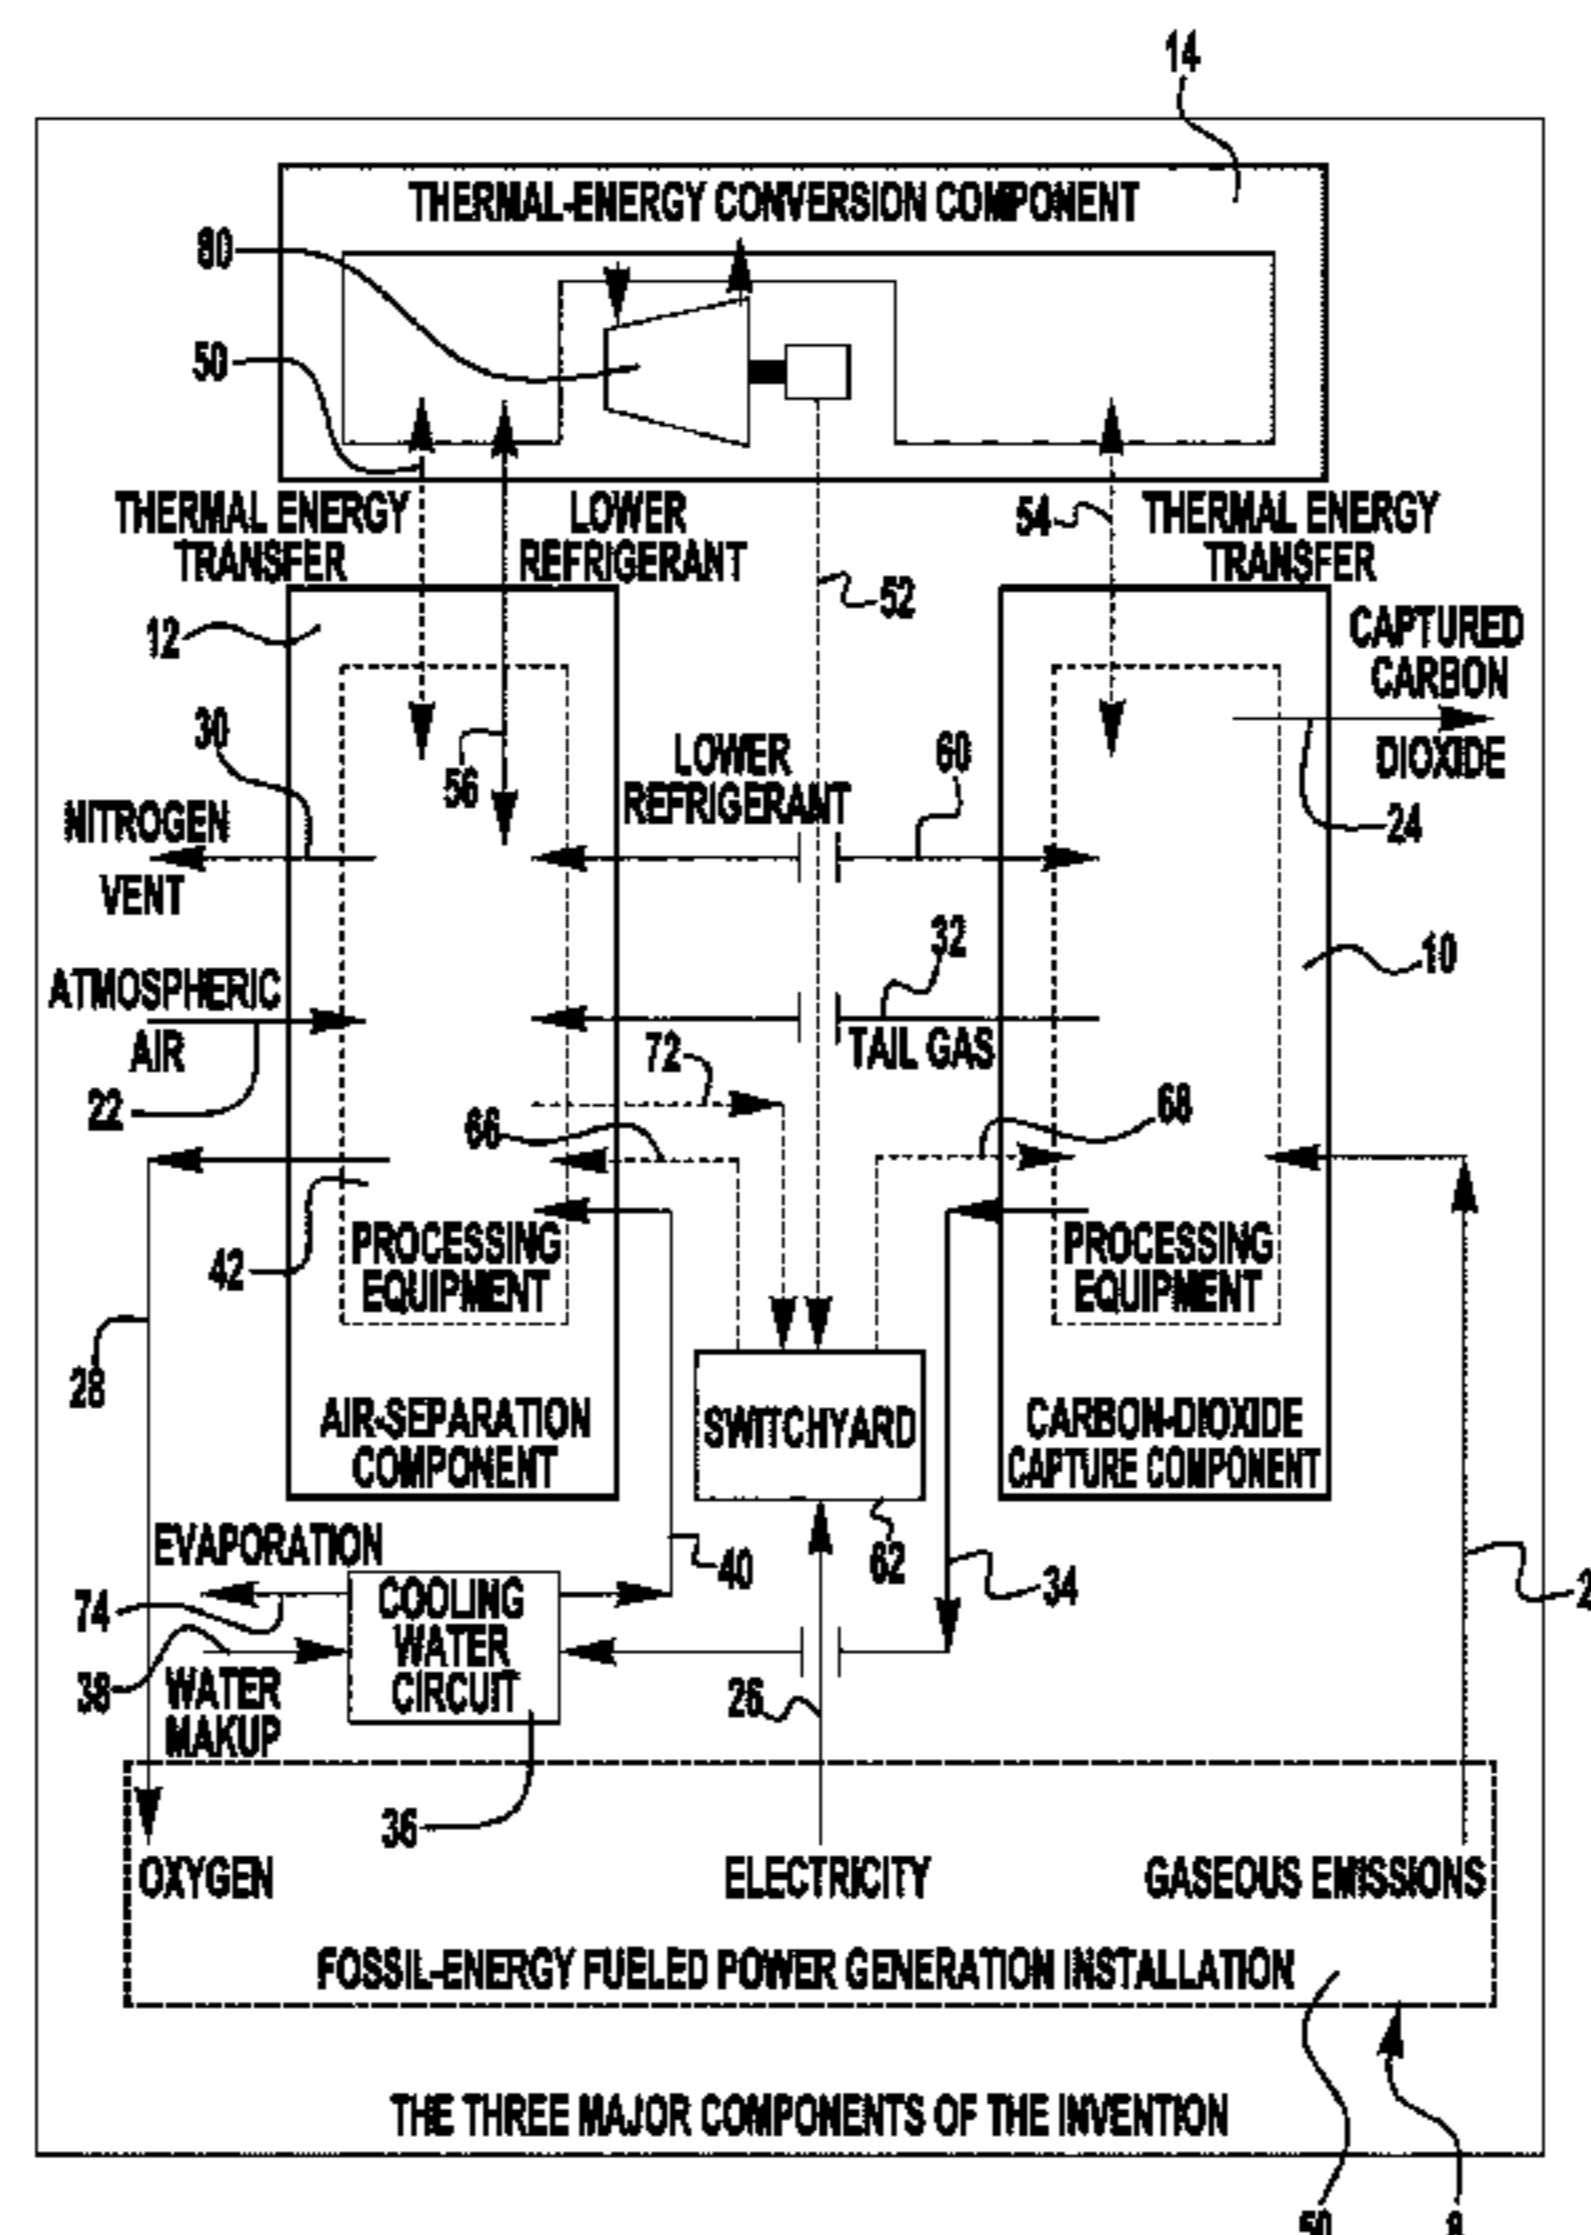 14
THERMAL-ENERGY CONVERSION COMPONENT
80
50
THERMAL ENERGY
TRANSFER
LOWER
REFRIGERANT
54
THERMAL ENERGY
TRANSFER
52
12
CAPTURED
CARBON
DIOXIDE
30
56
LOWER
REFRIGERANT
60
24
NITROGEN
VENT
32
10
ATMOSPHERIC
AIR
TAIL GAS
72
22
66
68
42
PROCESSING
EQUIPMENT
PROCESSING
EQUIPMENT
28
AIR-SEPARATION
COMPONENT
SWITCHYARD
CARBON-DIOXIDE
CAPTURE COMPONENT
EVAPORATION
40
62
34
74
COOLING
WATER
CIRCUIT
38
WATER
MAKUP
26
36
OXYGEN
ELECTRICITY
GASEOUS EMISSIONS
FOSSIL-ENERGY FUELED POWER GENERATION INSTALLATION
THE THREE MAJOR COMPONENTS OF THE INVENTION